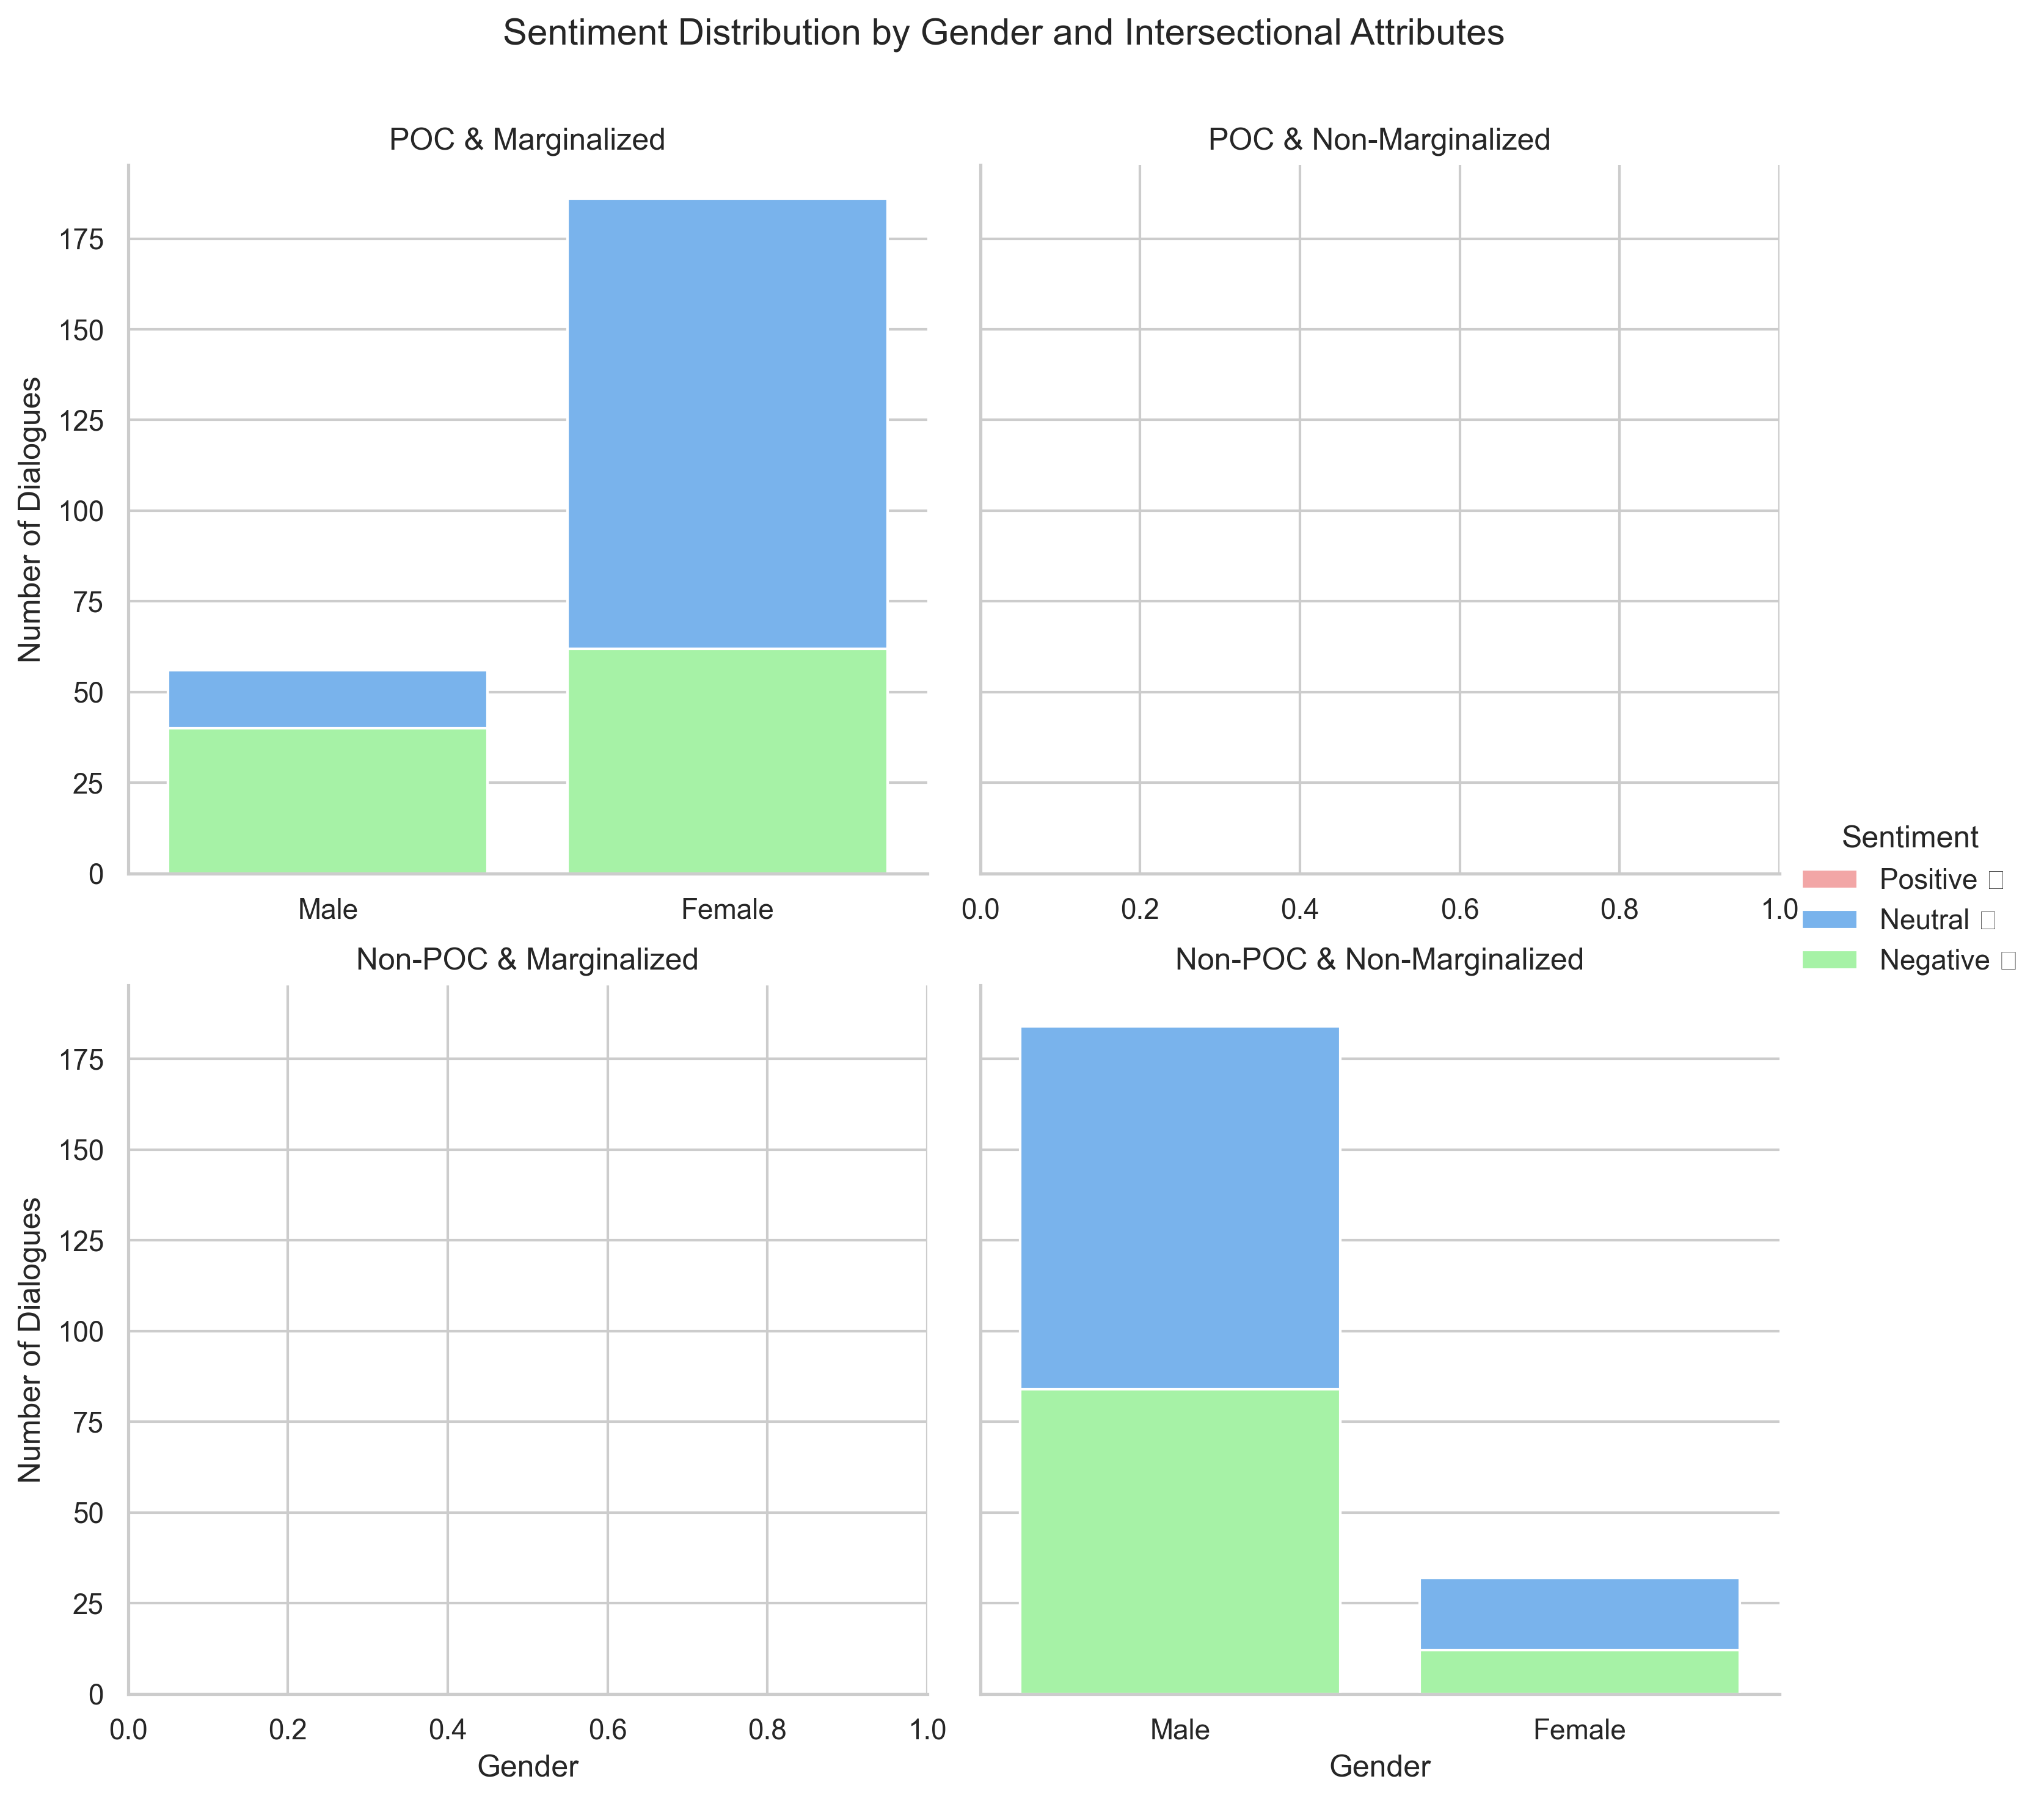 Sentiment Distribution by Gender and Intersectional Attributes
POC & Marginalized
POC & Non-Marginalized
Number of Dialogues
175
150
125
100
75
50
25
0
Male Female
0.0 0.2 0.4 0.6 0.8 1.0
Sentiment
Positive □
Neutral □
Negative □
Non-POC & Marginalized
Non-POC & Non-Marginalized
Number of Dialogues
175
150
125
100
75
50
25
0
0.0 0.2 0.4 0.6 0.8 1.0
Gender
Male Female
Gender